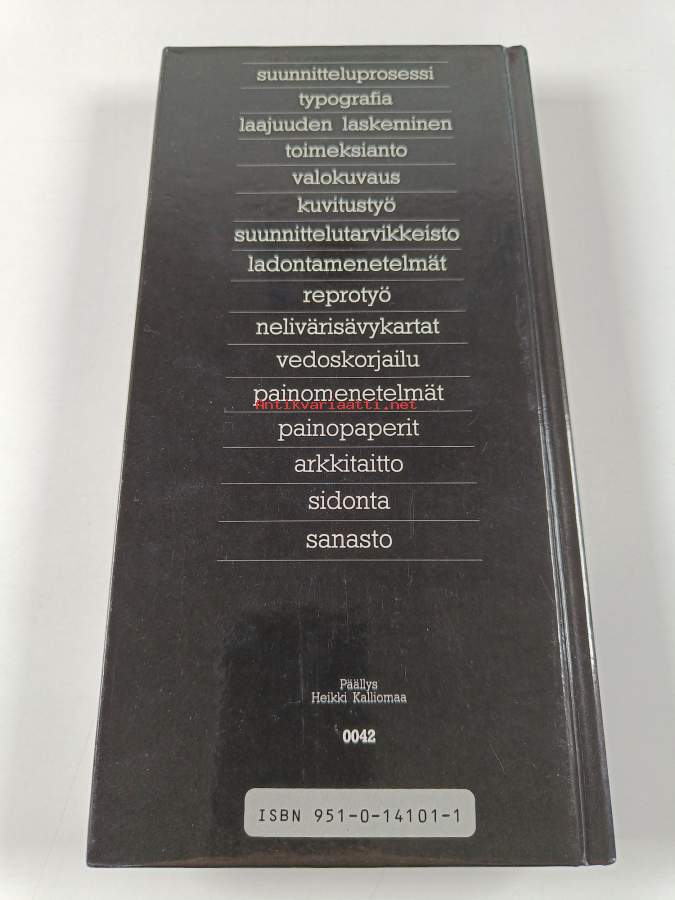 suunnitteluprosessi
typografia
laajuuden laskeminen
toimeksianto
valokuvaus
kuvitustyö
suunnittelutarvikkeisto
ladontamenetelmät
reprotyö
nelivärisävykartat
vedoskorjailu
painomenetelmät
Antikvariaatti.net
painopaperit
arkkitaitto
sidonta
sanasto
Päällys
Heikki Kalliomaa
0042
ISBN 951-0-14101-1